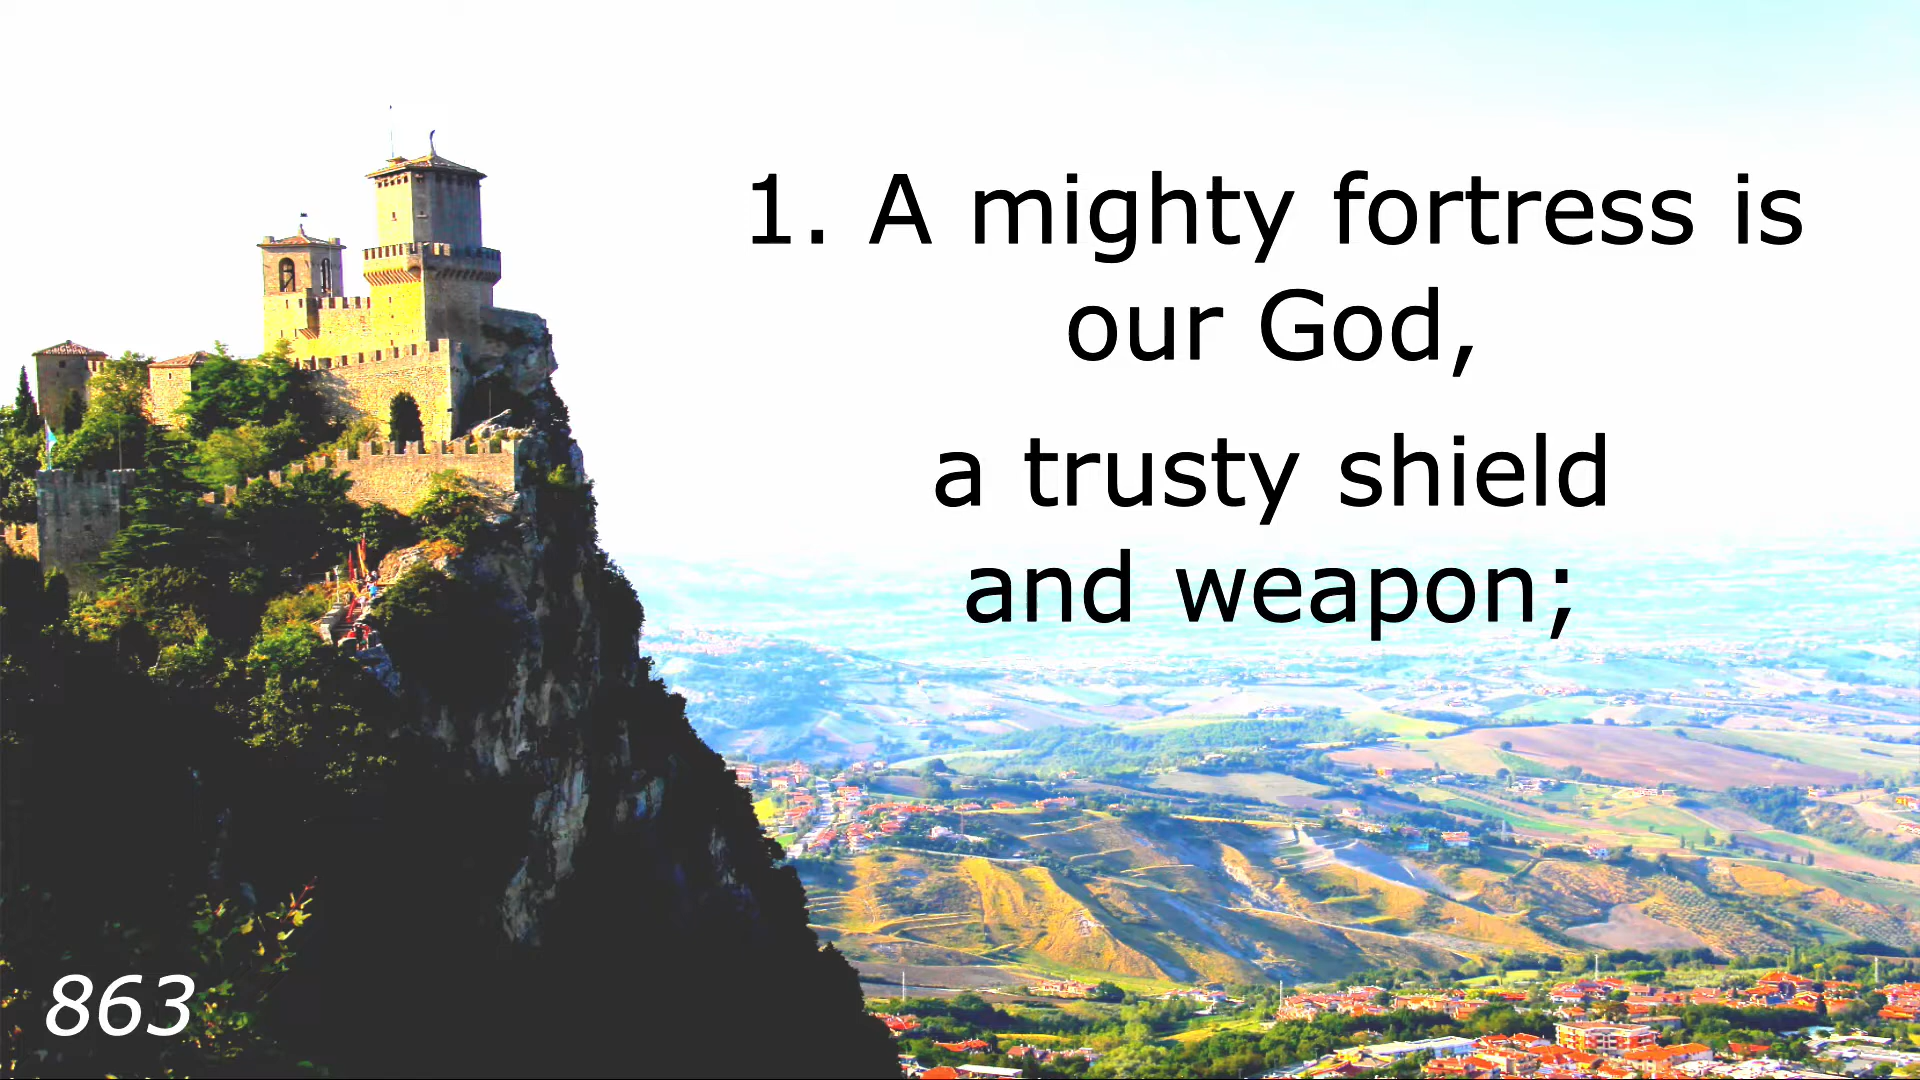 1. A mighty fortress is
our God,
a trusty shield
and weapon;
863